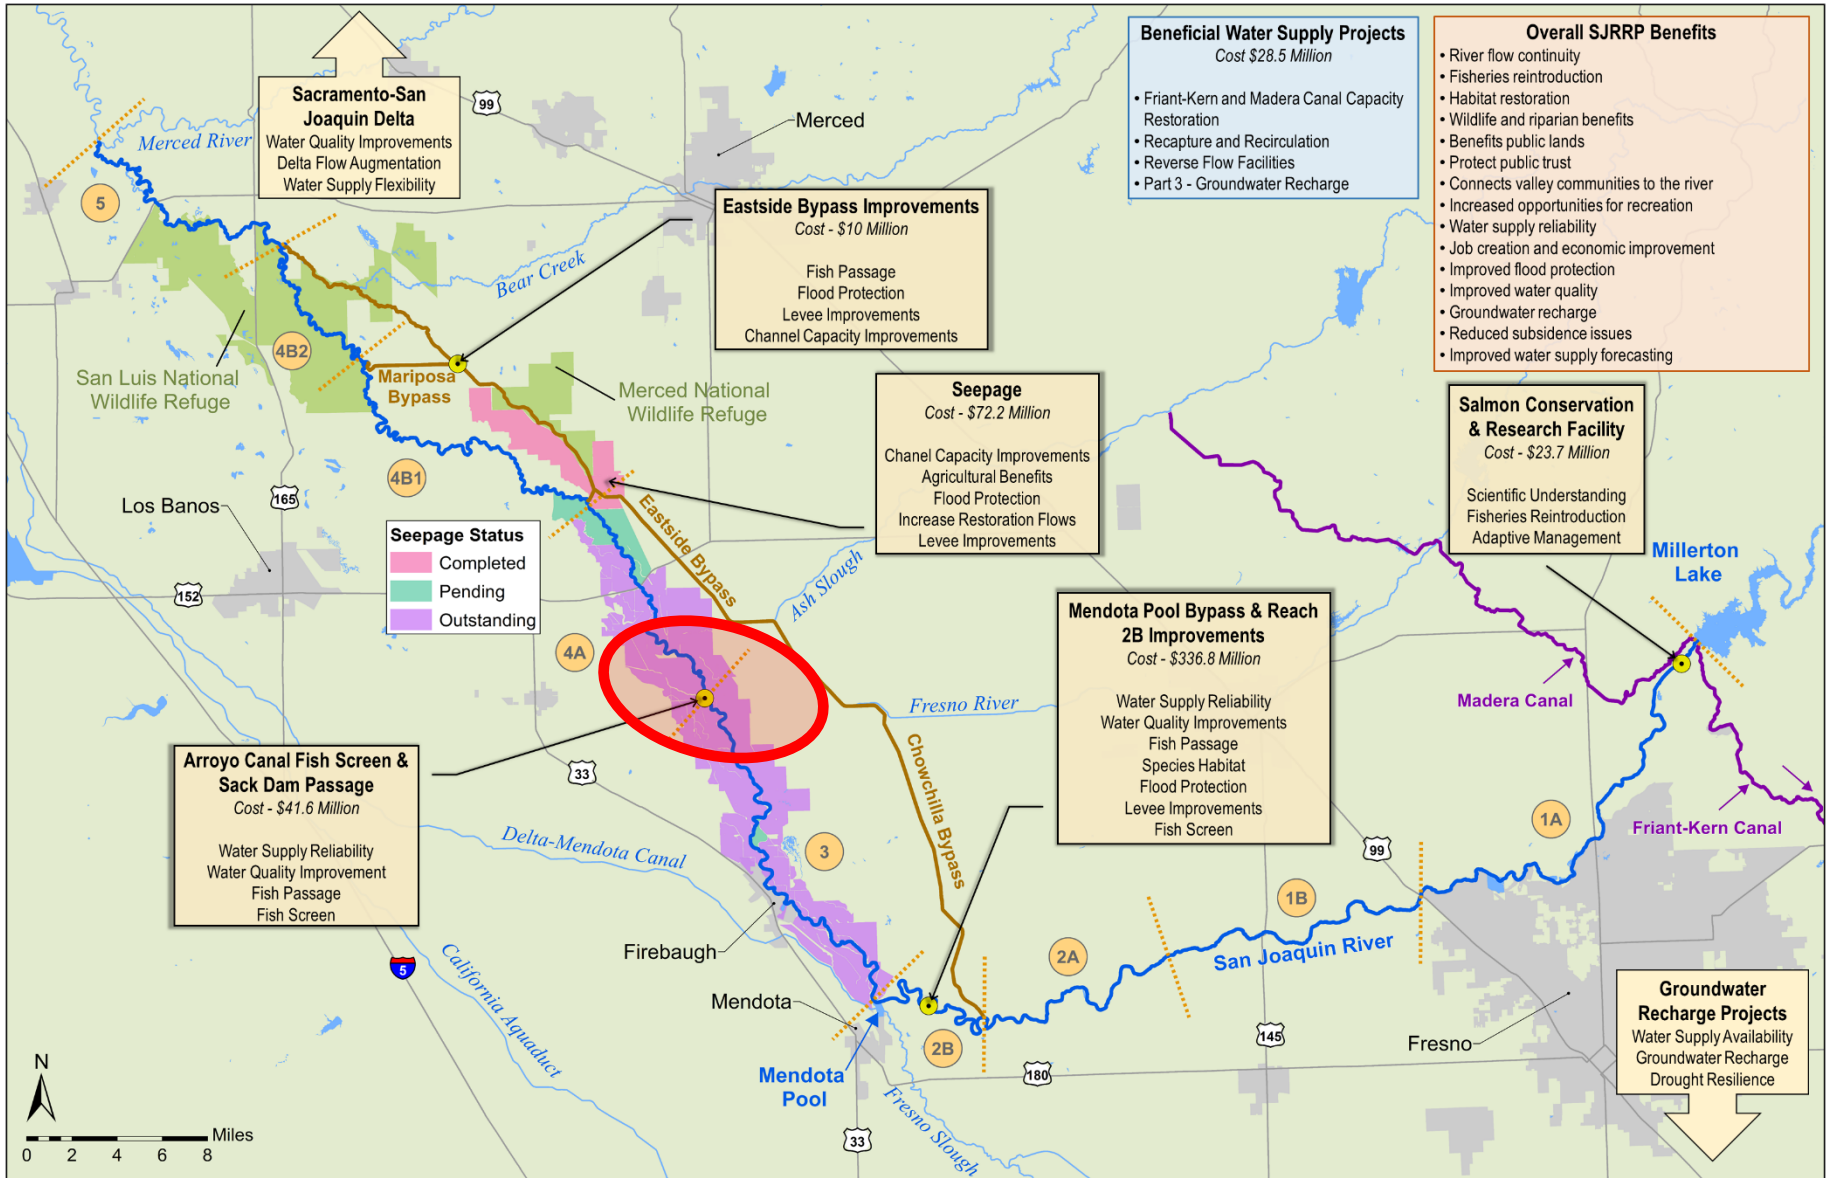 Sacramento-San
Joaquin Delta
Water Quality Improvements
Delta Flow Augmentation
Water Supply Flexibility
Beneficial Water Supply Projects
Cost $28.5 Million
• Friant-Kern and Madera Canal Capacity
Restoration
• Recapture and Recirculation
• Reverse Flow Facilities
• Part 3 - Groundwater Recharge
Overall SJRRP Benefits
• River flow continuity
• Fisheries reintroduction
• Habitat restoration
• Wildlife and riparian benefits
• Benefits public lands
• Protect public trust
• Connects valley communities to the river
• Increased opportunities for recreation
• Water supply reliability
• Job creation and economic improvement
• Improved flood protection
• Improved water quality
• Groundwater recharge
• Reduced subsidence issues
• Improved water supply forecasting
99
Merced
Merced River
5
Eastside Bypass Improvements
Cost - $10 Million
Fish Passage
Flood Protection
Levee Improvements
Channel Capacity Improvements
Bear Creek
4B2
San Luis National
Wildlife Refuge
Mariposa
Bypass
Merced National
Wildlife Refuge
Seepage
Cost - $72.2 Million
Chanel Capacity Improvements
Agricultural Benefits
Flood Protection
Increase Restoration Flows
Levee Improvements
Salmon Conservation
& Research Facility
Cost - $23.7 Million
Scientific Understanding
Fisheries Reintroduction
Adaptive Management
4B1
165
Los Banos
Seepage Status
Completed
Pending
Outstanding
Eastside Bypass
Ash Slough
Millerton
Lake
152
4A
Mendota Pool Bypass & Reach
2B Improvements
Cost - $336.8 Million
Water Supply Reliability
Water Quality Improvements
Fish Passage
Species Habitat
Flood Protection
Levee Improvements
Fish Screen
Madera Canal
Fresno River
Arroyo Canal Fish Screen &
Sack Dam Passage
Cost - $41.6 Million
Water Supply Reliability
Water Quality Improvement
Fish Passage
Fish Screen
33
Chowchilla Bypass
Delta-Mendota Canal
3
1A
Friant-Kern Canal
99
1B
Firebaugh
San Joaquin River
2A
5
California Aquaduct
Mendota
2B
Mendota
Pool
180
145
Fresno
Groundwater
Recharge Projects
Water Supply Availability
Groundwater Recharge
Drought Resilience
Fresno Slough
33
N
Miles
0 2 4 6 8